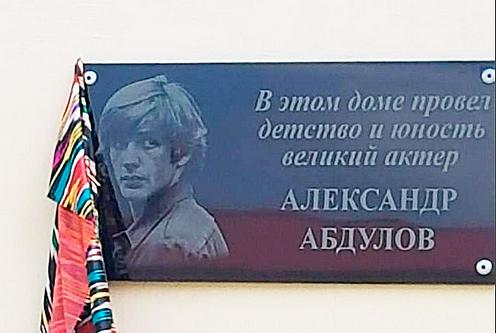 В этом доме провел
детство и юность
великий актер
АЛЕКСАНДР
АБДУЛОВ